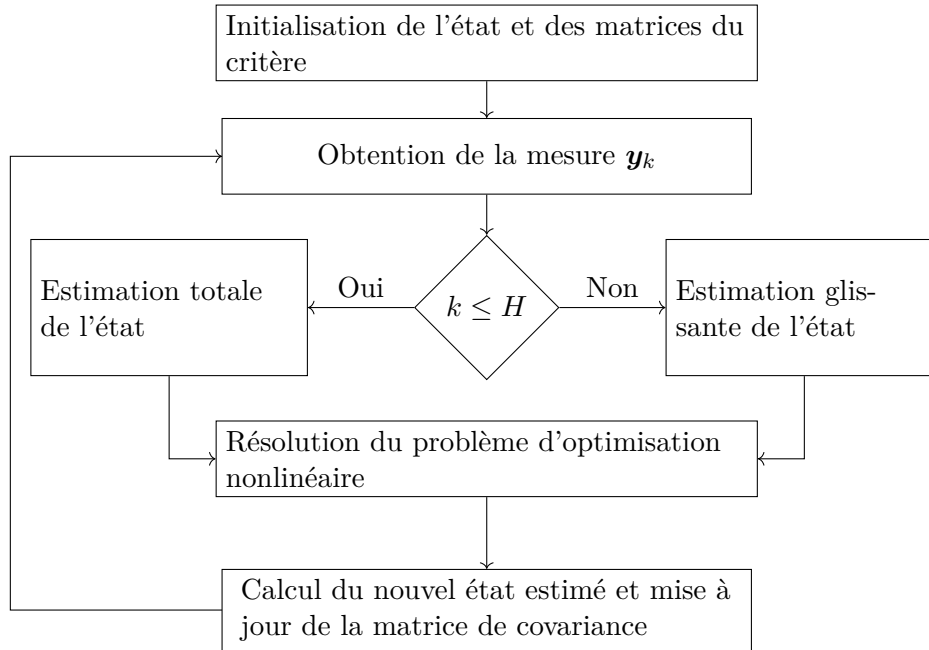 Initialisation de l'état et des matrices du
critère
Obtention de la mesure y_k
Estimation totale
de l'état
Oui
k ≤ H
Non
Estimation glis-
sante de l'état
Résolution du problème d'optimisation
nonlinéaire
Calcul du nouvel état estimé et mise à
jour de la matrice de covariance